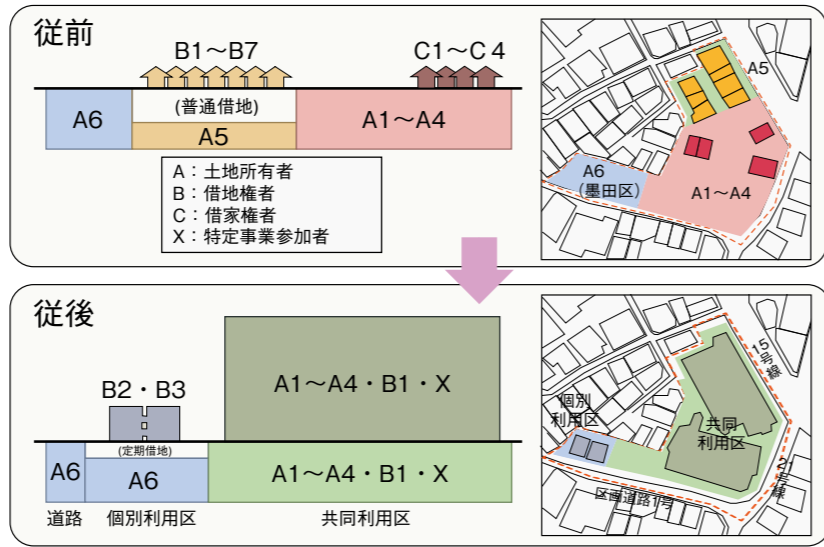 従前
B1～B7
C1～C4
A6
(普通借地)
A5
A1～A4
A：土地所有者
B：借地権者
C：借家権者
X：特定事業参加者
A5
A6
(墨田区)
A1～A4
従後
B2・B3
A1～A4・B1・X
(定期借地)
A6
A6
A1～A4・B1・X
道路
個別利用区
共同利用区
15号線
個別
利用区
共同
利用区
21号線
区画道路1号